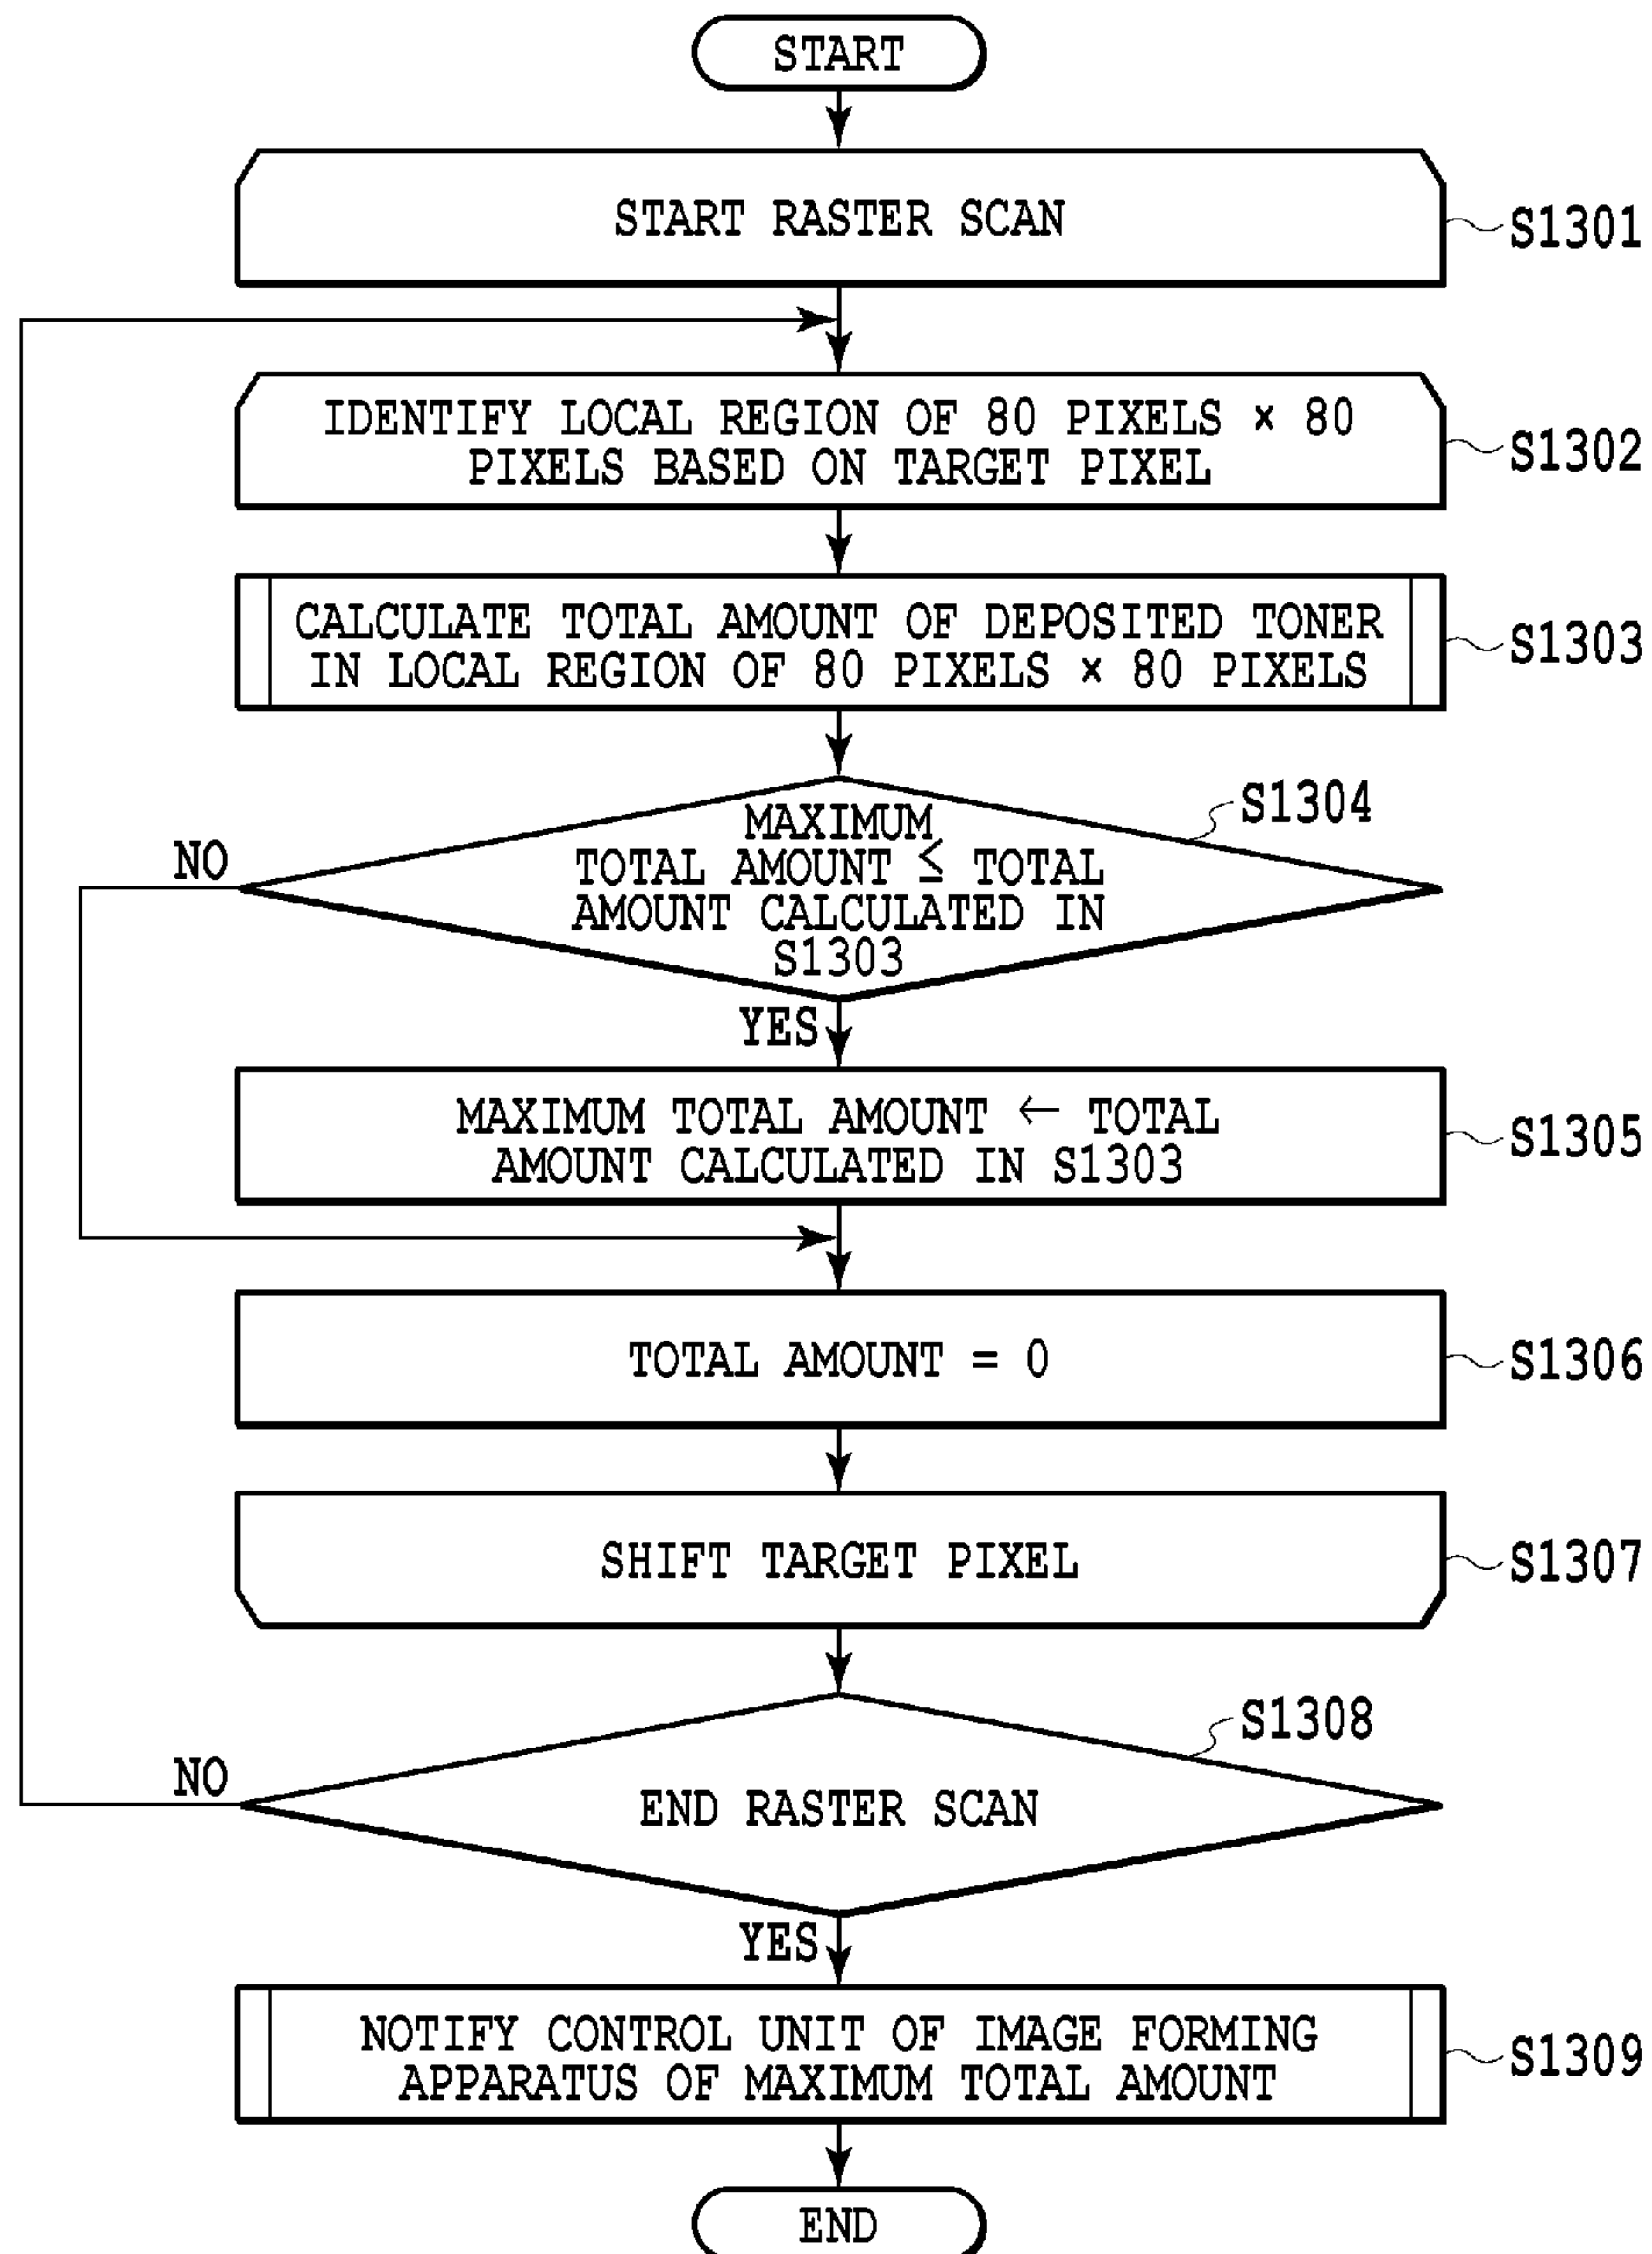 START
START RASTER SCAN
S1301
IDENTIFY LOCAL REGION OF 80 PIXELS × 80
PIXELS BASED ON TARGET PIXEL
S1302
CALCULATE TOTAL AMOUNT OF DEPOSITED TONER
IN LOCAL REGION OF 80 PIXELS × 80 PIXELS
S1303
S1304
MAXIMUM
TOTAL AMOUNT ≤ TOTAL
AMOUNT CALCULATED IN
S1303
NO
YES
MAXIMUM TOTAL AMOUNT ← TOTAL
AMOUNT CALCULATED IN S1303
S1305
TOTAL AMOUNT = 0
S1306
SHIFT TARGET PIXEL
S1307
S1308
NO
END RASTER SCAN
YES
NOTIFY CONTROL UNIT OF IMAGE FORMING
APPARATUS OF MAXIMUM TOTAL AMOUNT
S1309
END